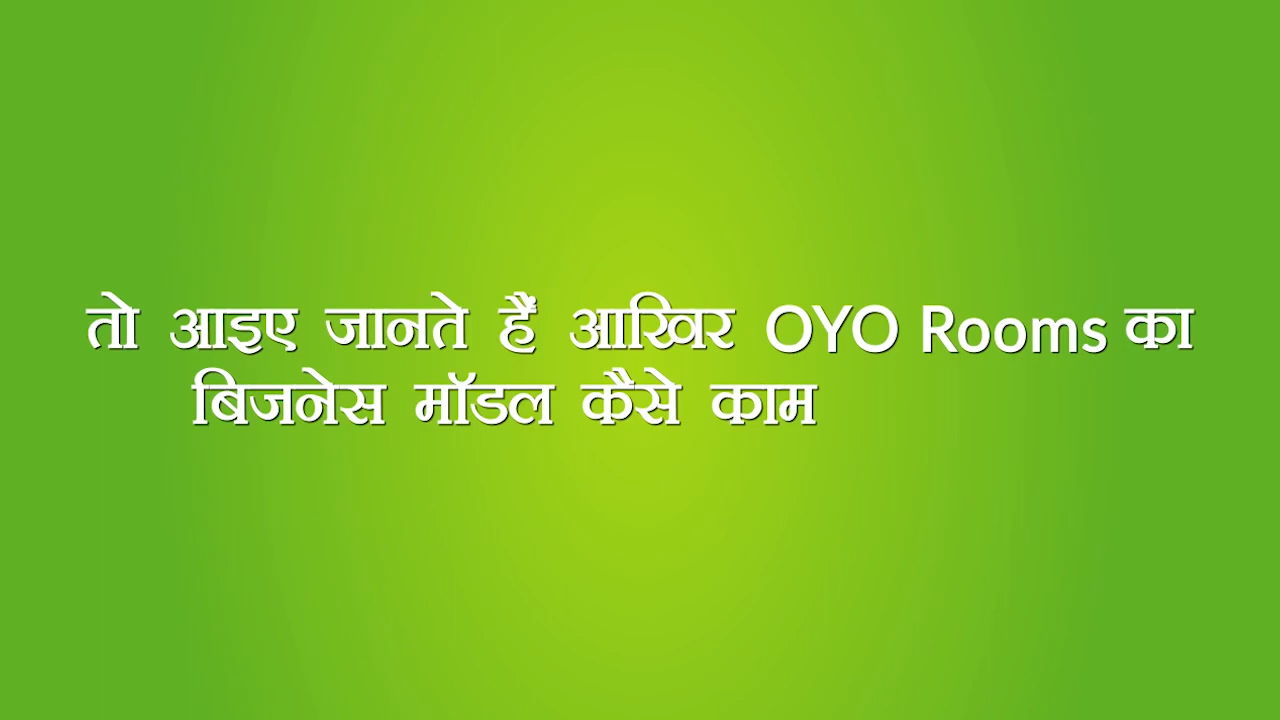 तो आइए जानते हैं आखिर OYO Rooms का
बिजनेस मॉडल कैसे काम